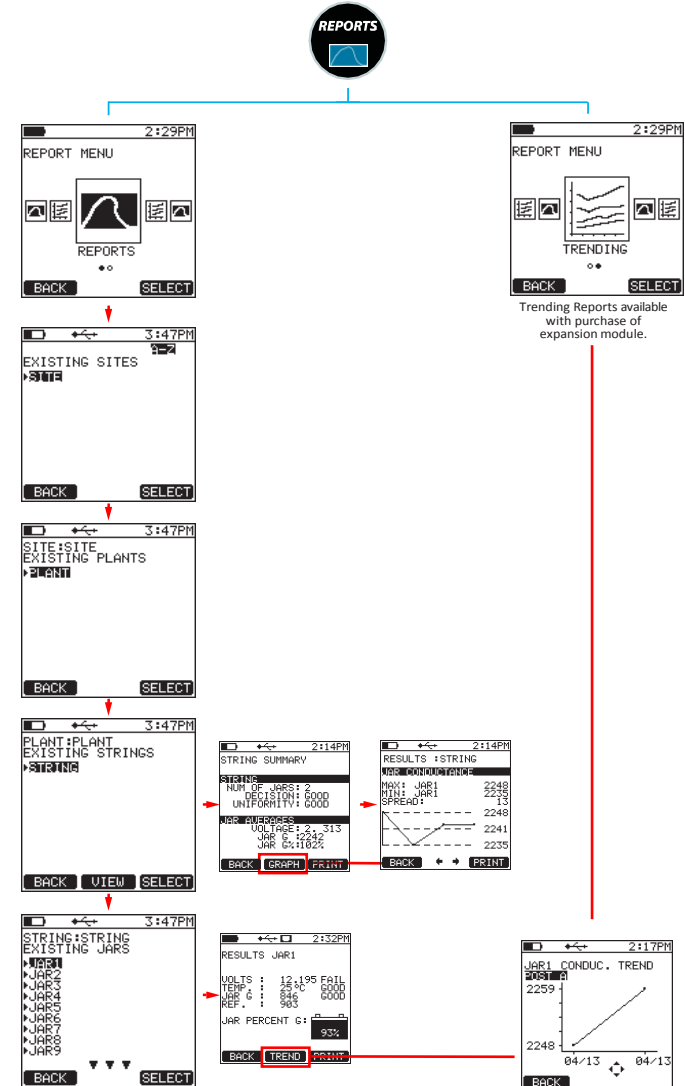 REPORTS
2:29PM
REPORT MENU
REPORTS
BACK SELECT
2:29PM
REPORT MENU
TRENDING
BACK SELECT
Trending Reports available
with purchase of
expansion module.
3:47PM
A-Z
EXISTING SITES
SITE
BACK SELECT
3:47PM
SITE:SITE
EXISTING PLANTS
PLANT
BACK SELECT
3:47PM
PLANT:PLANT
EXISTING STRINGS
STRING
BACK VIEW SELECT
2:14PM
STRING SUMMARY
STRING
NUM OF JARS: 2
DECISION: GOOD
UNIFORMITY: GOOD
JAR AVERAGES
VOLTAGE: 2. 313
JAR G :2242
JAR G%:102%
BACK GRAPH PRINT
2:14PM
RESULTS :STRING
JAR CONDUCTANCE
MAX: JAR1 2248
MIN: JAR1 2235
SPREAD: 13
2248
2241
2235
BACK PRINT
3:47PM
STRING:STRING
EXISTING JARS
JAR1
JAR2
JAR3
JAR4
JAR5
JAR6
JAR7
JAR8
JAR9
BACK SELECT
2:32PM
RESULTS JAR1
VOLTS : 12.195 FAIL
TEMP. : 25°C GOOD
JAR G : 846 GOOD
REF. : 903
JAR PERCENT G:
93%
BACK TREND PRINT
2:17PM
JAR1 CONDUC. TREND
POST A
2259
2248
04/13 04/13
BACK